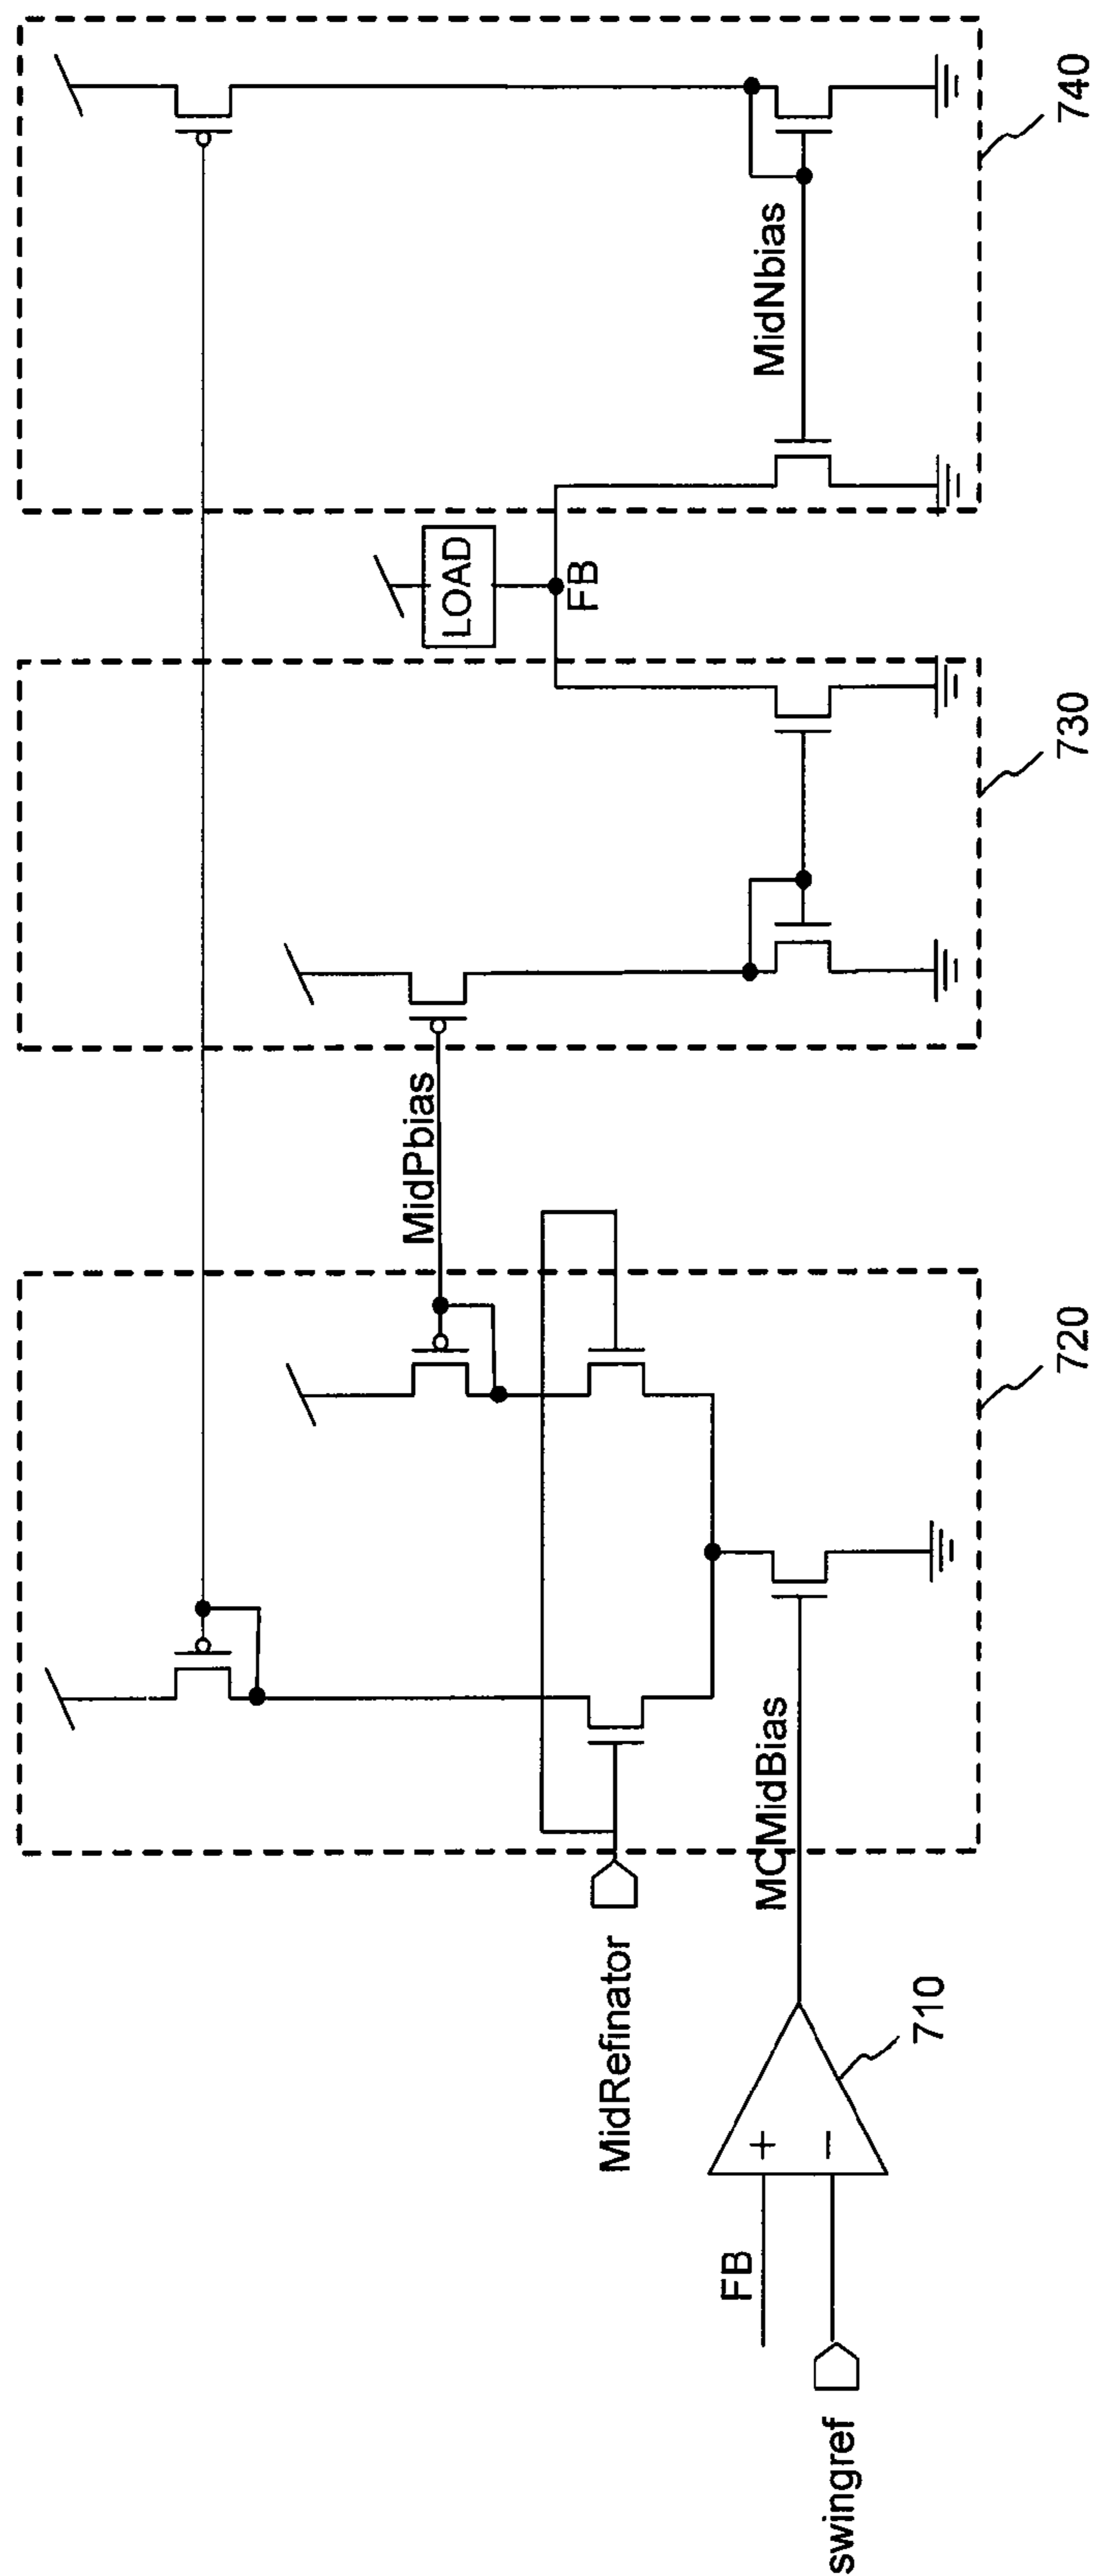 swingref
FB
+
−
710
MidRefinator
MCMidBias
720
MidPbias
730
LOAD
FB
MidNbias
740